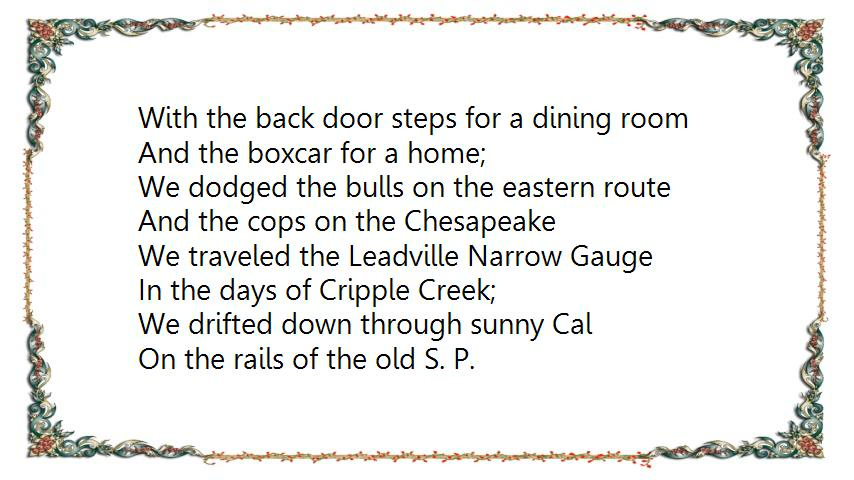 With the back door steps for a dining room
And the boxcar for a home;
We dodged the bulls on the eastern route
And the cops on the Chesapeake
We traveled the Leadville Narrow Gauge
In the days of Cripple Creek;
We drifted down through sunny Cal
On the rails of the old S. P.